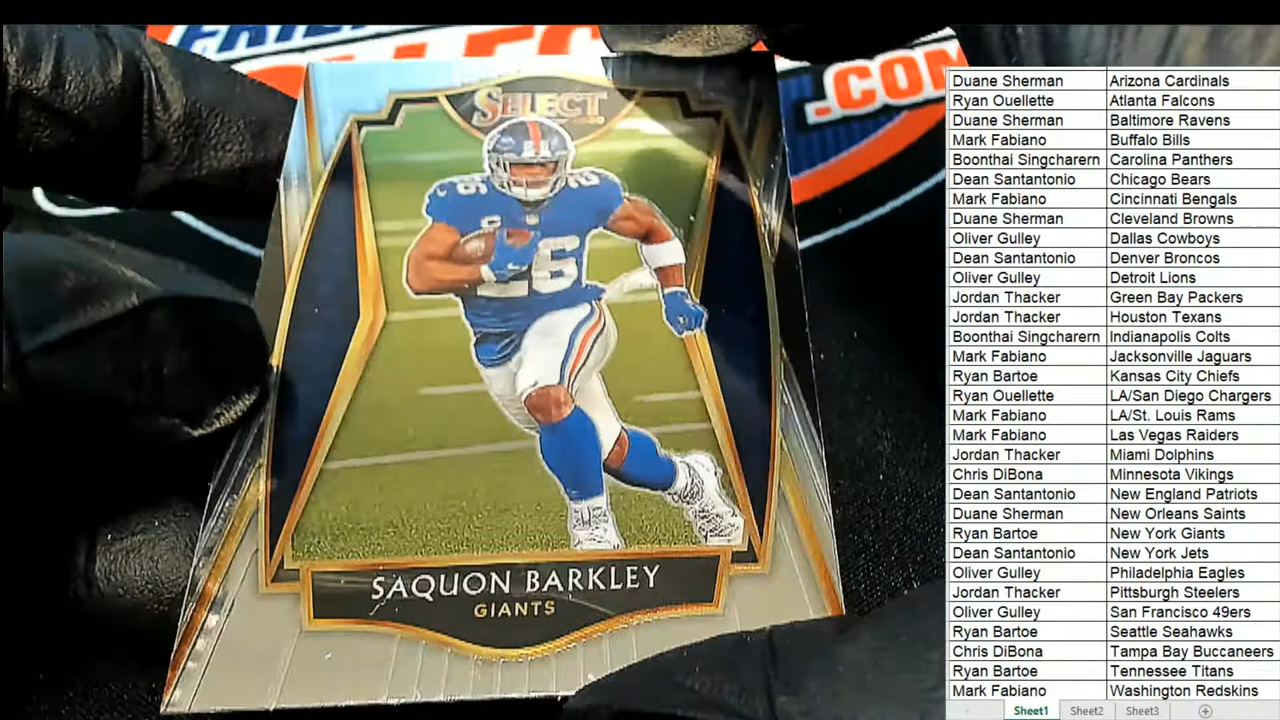 .COM
SELECT
26 26
C
26
SAQUON BARKLEY
GIANTS
Duane Sherman Arizona Cardinals
Ryan Ouellette Atlanta Falcons
Duane Sherman Baltimore Ravens
Mark Fabiano Buffalo Bills
Boonthai Singcharern Carolina Panthers
Dean Santantonio Chicago Bears
Mark Fabiano Cincinnati Bengals
Duane Sherman Cleveland Browns
Oliver Gulley Dallas Cowboys
Dean Santantonio Denver Broncos
Oliver Gulley Detroit Lions
Jordan Thacker Green Bay Packers
Jordan Thacker Houston Texans
Boonthai Singcharern Indianapolis Colts
Mark Fabiano Jacksonville Jaguars
Ryan Bartoe Kansas City Chiefs
Ryan Ouellette LA/San Diego Chargers
Mark Fabiano LA/St. Louis Rams
Mark Fabiano Las Vegas Raiders
Jordan Thacker Miami Dolphins
Chris DiBona Minnesota Vikings
Dean Santantonio New England Patriots
Duane Sherman New Orleans Saints
Ryan Bartoe New York Giants
Dean Santantonio New York Jets
Oliver Gulley Philadelphia Eagles
Jordan Thacker Pittsburgh Steelers
Oliver Gulley San Francisco 49ers
Ryan Bartoe Seattle Seahawks
Chris DiBona Tampa Bay Buccaneers
Ryan Bartoe Tennessee Titans
Mark Fabiano Washington Redskins
Sheet1 Sheet2 Sheet3